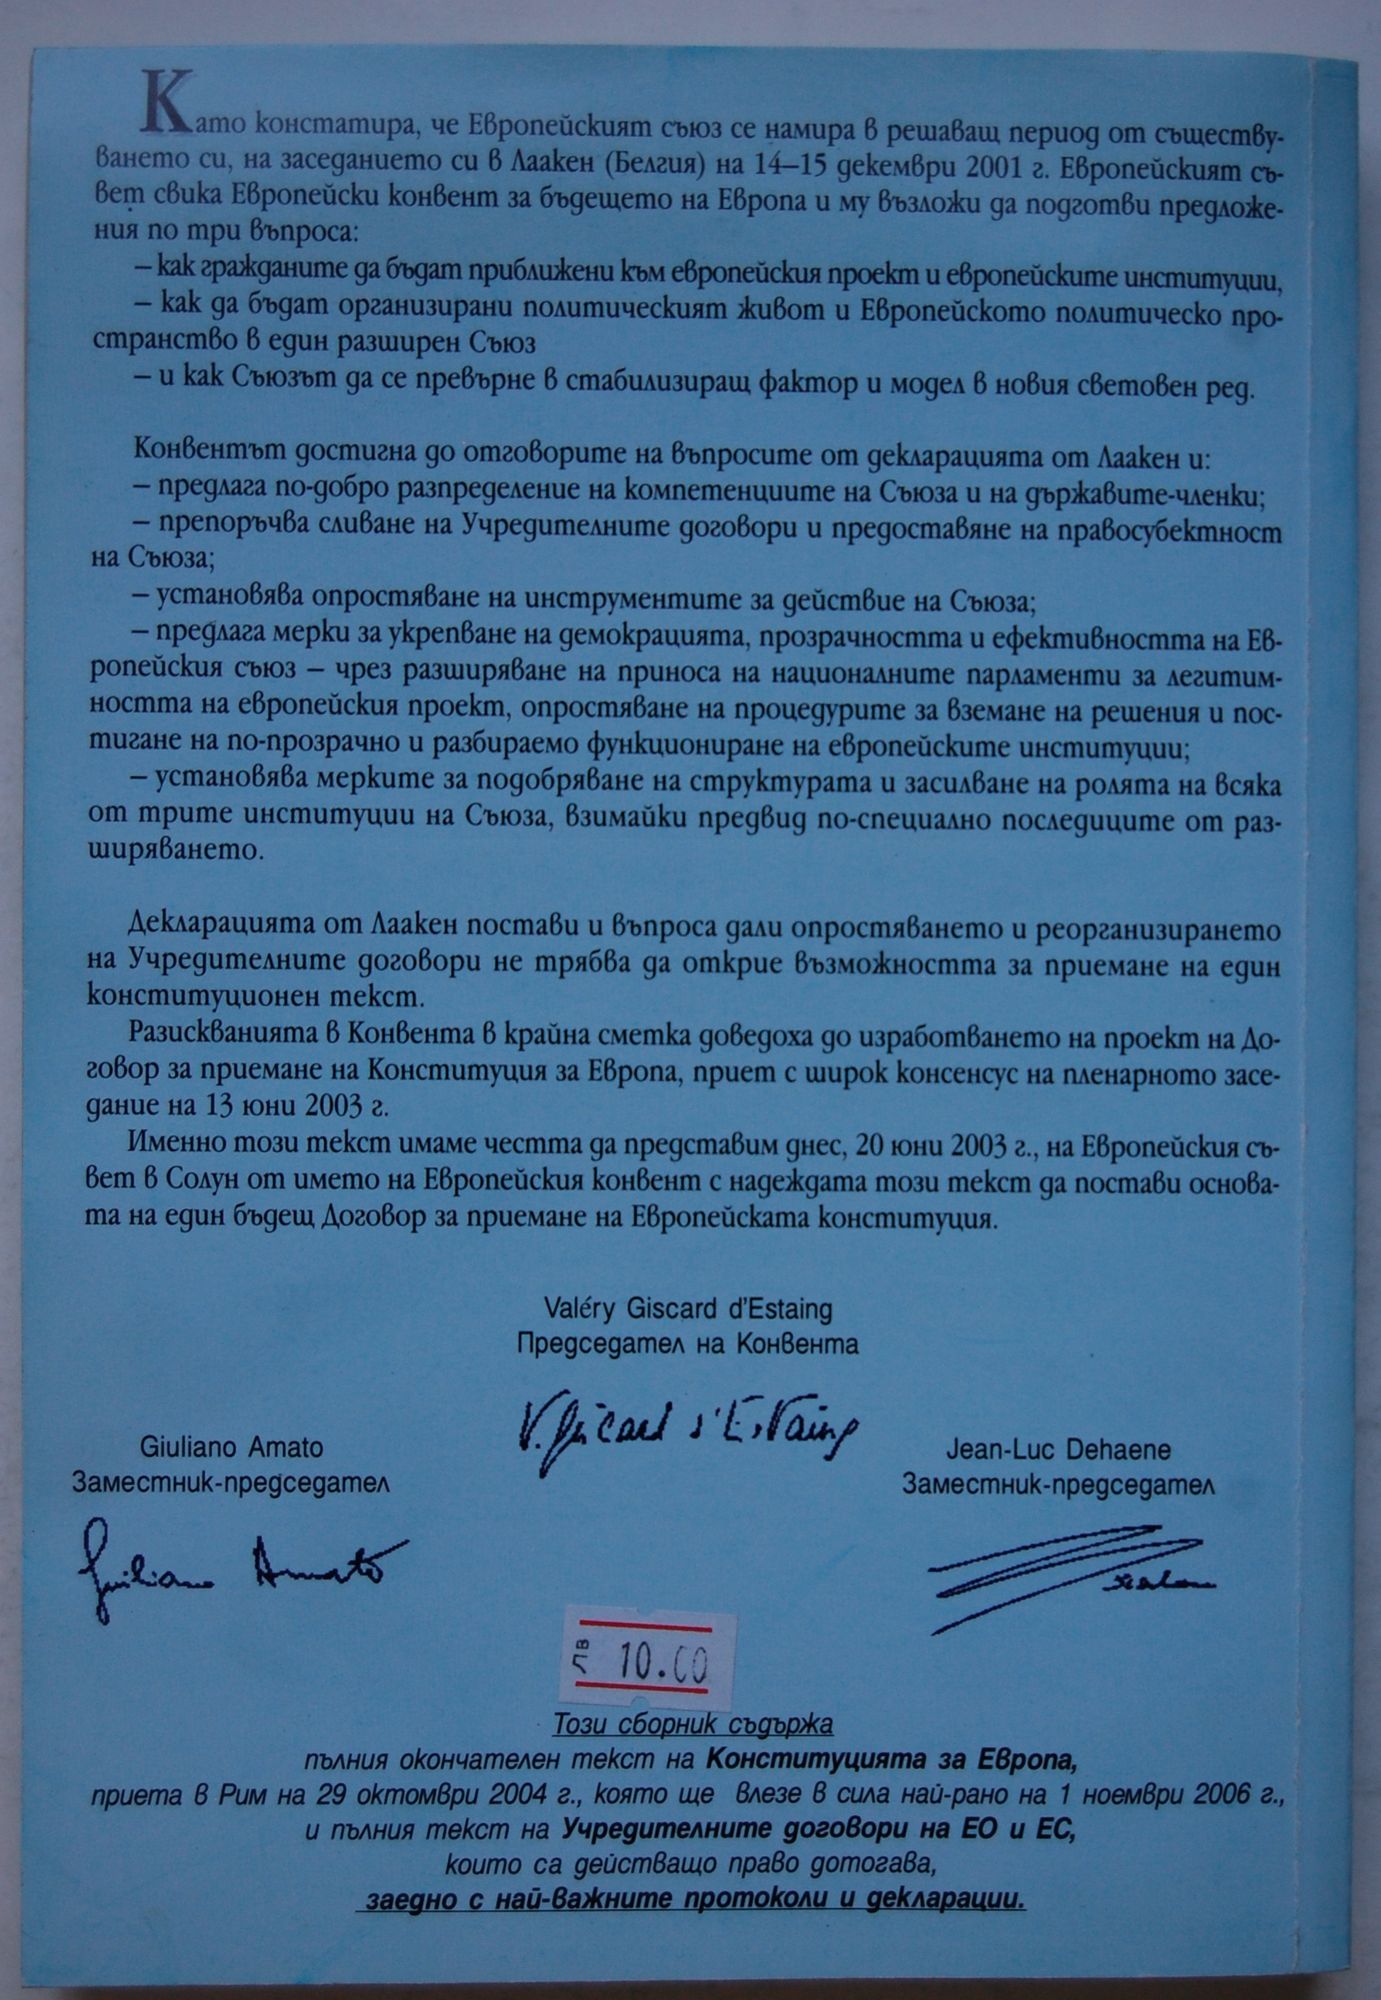 Като констатира, че Европейският съюз се намира в решаващ период от съществу-
ването си, на заседанието си в Лаакен (Белгия) на 14–15 декември 2001 г. Европейският съ-
вет свика Европейски конвент за бъдещето на Европа и му възложи да подготви предложе-
ния по три въпроса:
– как гражданите да бъдат приближени към европейския проект и европейските институции,
– как да бъдат организирани политическият живот и Европейското политическо про-
странство в един разширен Съюз
– и как Съюзът да се превърне в стабилизиращ фактор и модел в новия световен ред.
Конвентът достигна до отговорите на въпросите от декларацията от Лаакен и:
– предлага по-добро разпределение на компетенциите на Съюза и на държавите-членки;
– препоръчва сливане на Учредителните договори и предоставяне на правосубектност
на Съюза;
– установява опростяване на инструментите за действие на Съюза;
– предлага мерки за укрепване на демокрацията, прозрачността и ефективността на Ев-
ропейския съюз – чрез разширяване на приноса на националните парламенти за легитим-
ността на европейския проект, опростяване на процедурите за вземане на решения и пос-
тигане на по-прозрачно и разбираемо функциониране на европейските институции;
– установява мерките за подобряване на структурата и засилване на ролята на всяка
от трите институции на Съюза, взимайки предвид по-специално последиците от раз-
ширяването.
Декларацията от Лаакен постави и въпроса дали опростяването и реорганизирането
на Учредителните договори не трябва да открие възможността за приемане на един
конституционен текст.
Разискванията в Конвента в крайна сметка доведоха до изработването на проект на До-
говор за приемане на Конституция за Европа, приет с широк консенсус на пленарното засе-
дание на 13 юни 2003 г.
Именно този текст имаме честта да представим днес, 20 юни 2003 г., на Европейския съ-
вет в Солун от името на Европейския конвент с надеждата този текст да постави основа-
та на един бъдещ Договор за приемане на Европейската конституция.
Valéry Giscard d'Estaing
Председател на Конвента
V. Giscard d'Estaing
Giuliano Amato
Заместник-председател
Giuliano Amato
Jean-Luc Dehaene
Заместник-председател
лв 10.00
Този сборник съдържа
пълния окончателен текст на Конституцията за Европа,
приета в Рим на 29 октомври 2004 г., която ще влезе в сила най-рано на 1 ноември 2006 г.,
и пълния текст на Учредителните договори на ЕО и ЕС,
които са действащо право дотогава,
заедно с най-важните протоколи и декларации.